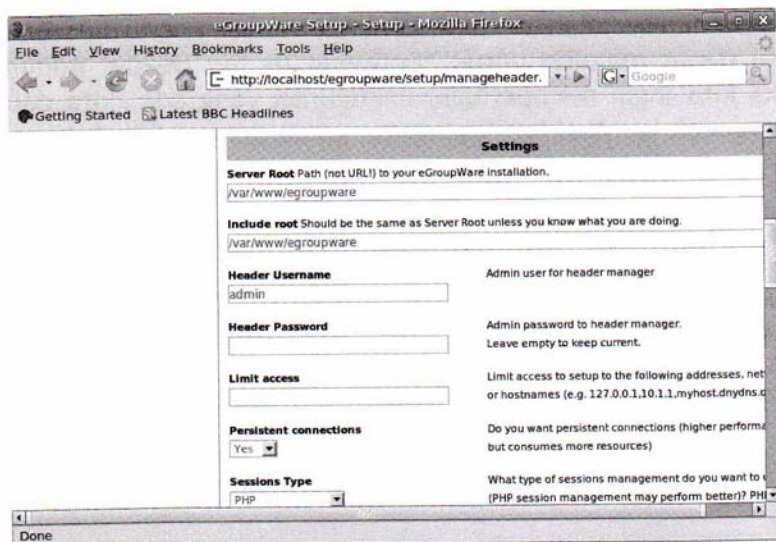 eGroupWare Setup - Setup - Mozilla Firefox
File Edit View History Bookmarks Tools Help
http://localhost/egroupware/setup/manageheader.
G Google
Getting Started Latest BBC Headlines
Settings
Server Root Path (not URL!) to your eGroupWare installation.
/var/www/egroupware
Include root Should be the same as Server Root unless you know what you are doing.
/var/www/egroupware
Header Username Admin user for header manager
admin
Header Password Admin password to header manager.
Leave empty to keep current.
Limit access Limit access to setup to the following addresses, net
or hostnames (e.g. 127.0.0.1,10.1.1,myhost.dnydns.
Persistent connections Do you want persistent connections (higher performa
Yes but consumes more resources)
Sessions Type What type of sessions management do you want to
PHP (PHP session management may perform better)? PH
Done